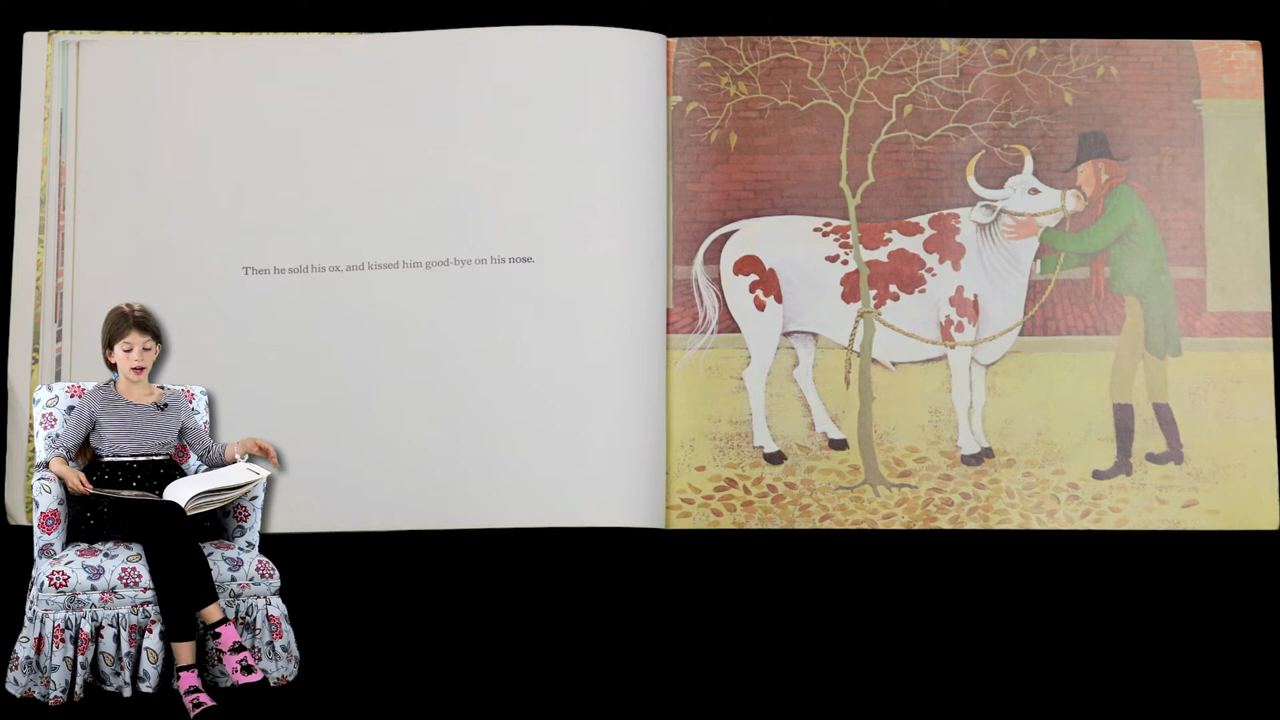 Then he sold his ox, and kissed him good-bye on his nose.